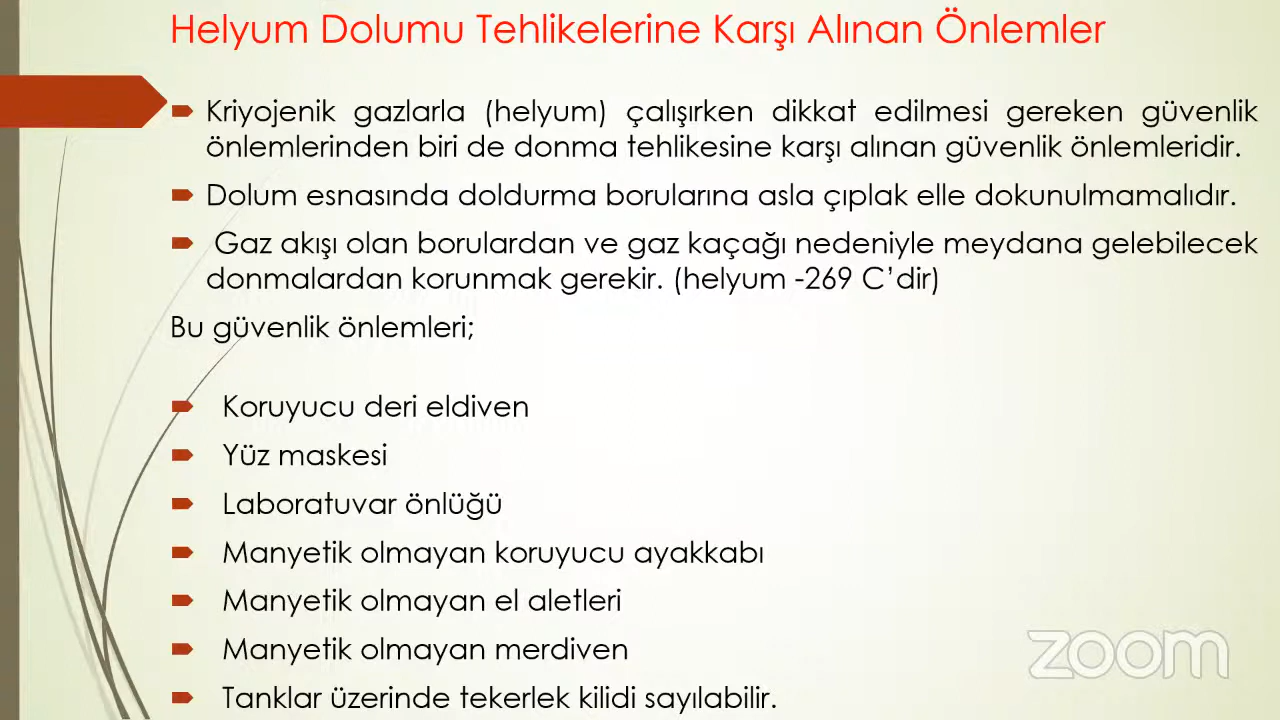 Helyum Dolumu Tehlikelerine Karşı Alınan Önlemler
Kriyojenik gazlarla (helyum) çalışırken dikkat edilmesi gereken güvenlik
önlemlerinden biri de donma tehlikesine karşı alınan güvenlik önlemleridir.
Dolum esnasında doldurma borularına asla çıplak elle dokunulmamalıdır.
Gaz akışı olan borulardan ve gaz kaçağı nedeniyle meydana gelebilecek
donmalardan korunmak gerekir. (helyum -269 C’dir)
Bu güvenlik önlemleri;
Koruyucu deri eldiven
Yüz maskesi
Laboratuvar önlüğü
Manyetik olmayan koruyucu ayakkabı
Manyetik olmayan el aletleri
Manyetik olmayan merdiven
Tanklar üzerinde tekerlek kilidi sayılabilir.
zoom